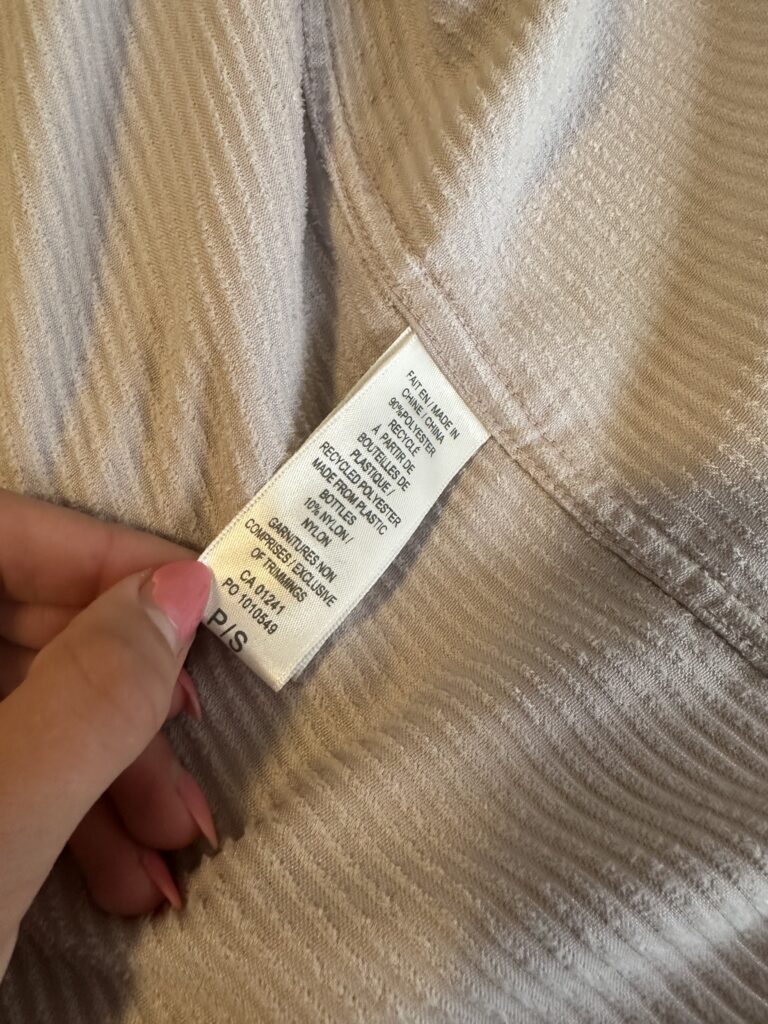 FAIT EN / MADE IN
CHINE / CHINA
90%POLYESTER
RECYCLÉ
À PARTIR DE
BOUTEILLES DE
PLASTIQUE /
RECYCLED POLYESTER
MADE FROM PLASTIC
BOTTLES
10% NYLON /
NYLON
GARNITURES NON
COMPRISES / EXCLUSIVE
OF TRIMMINGS
CA 01241
PO 1010549
P/S